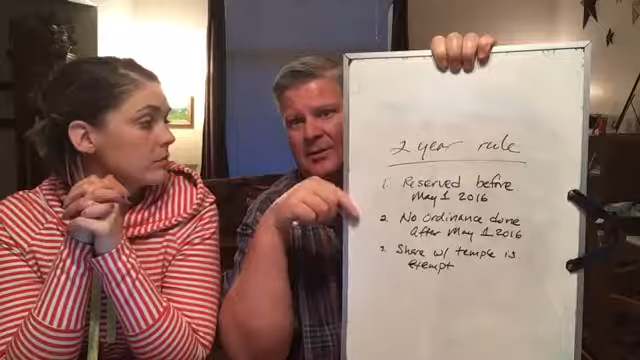 2 year rule
1. Reserved before
May 1 2016
2. No Ordinance done
after May 1 2016
3. Share w/ temple is
exempt